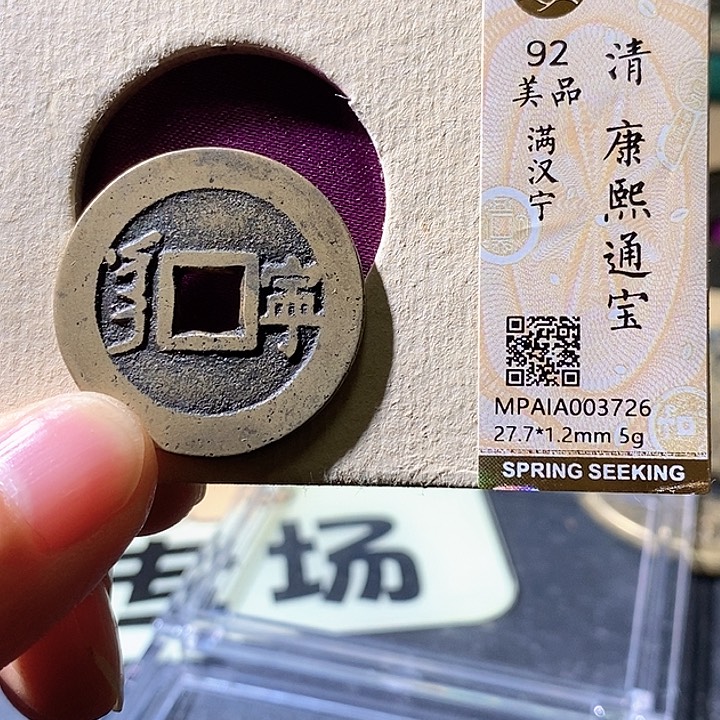 清 康熙通宝
92
美品
满汉宁
MPAIA003726
27.7*1.2mm 5g
SPRING SEEKING
寧
场